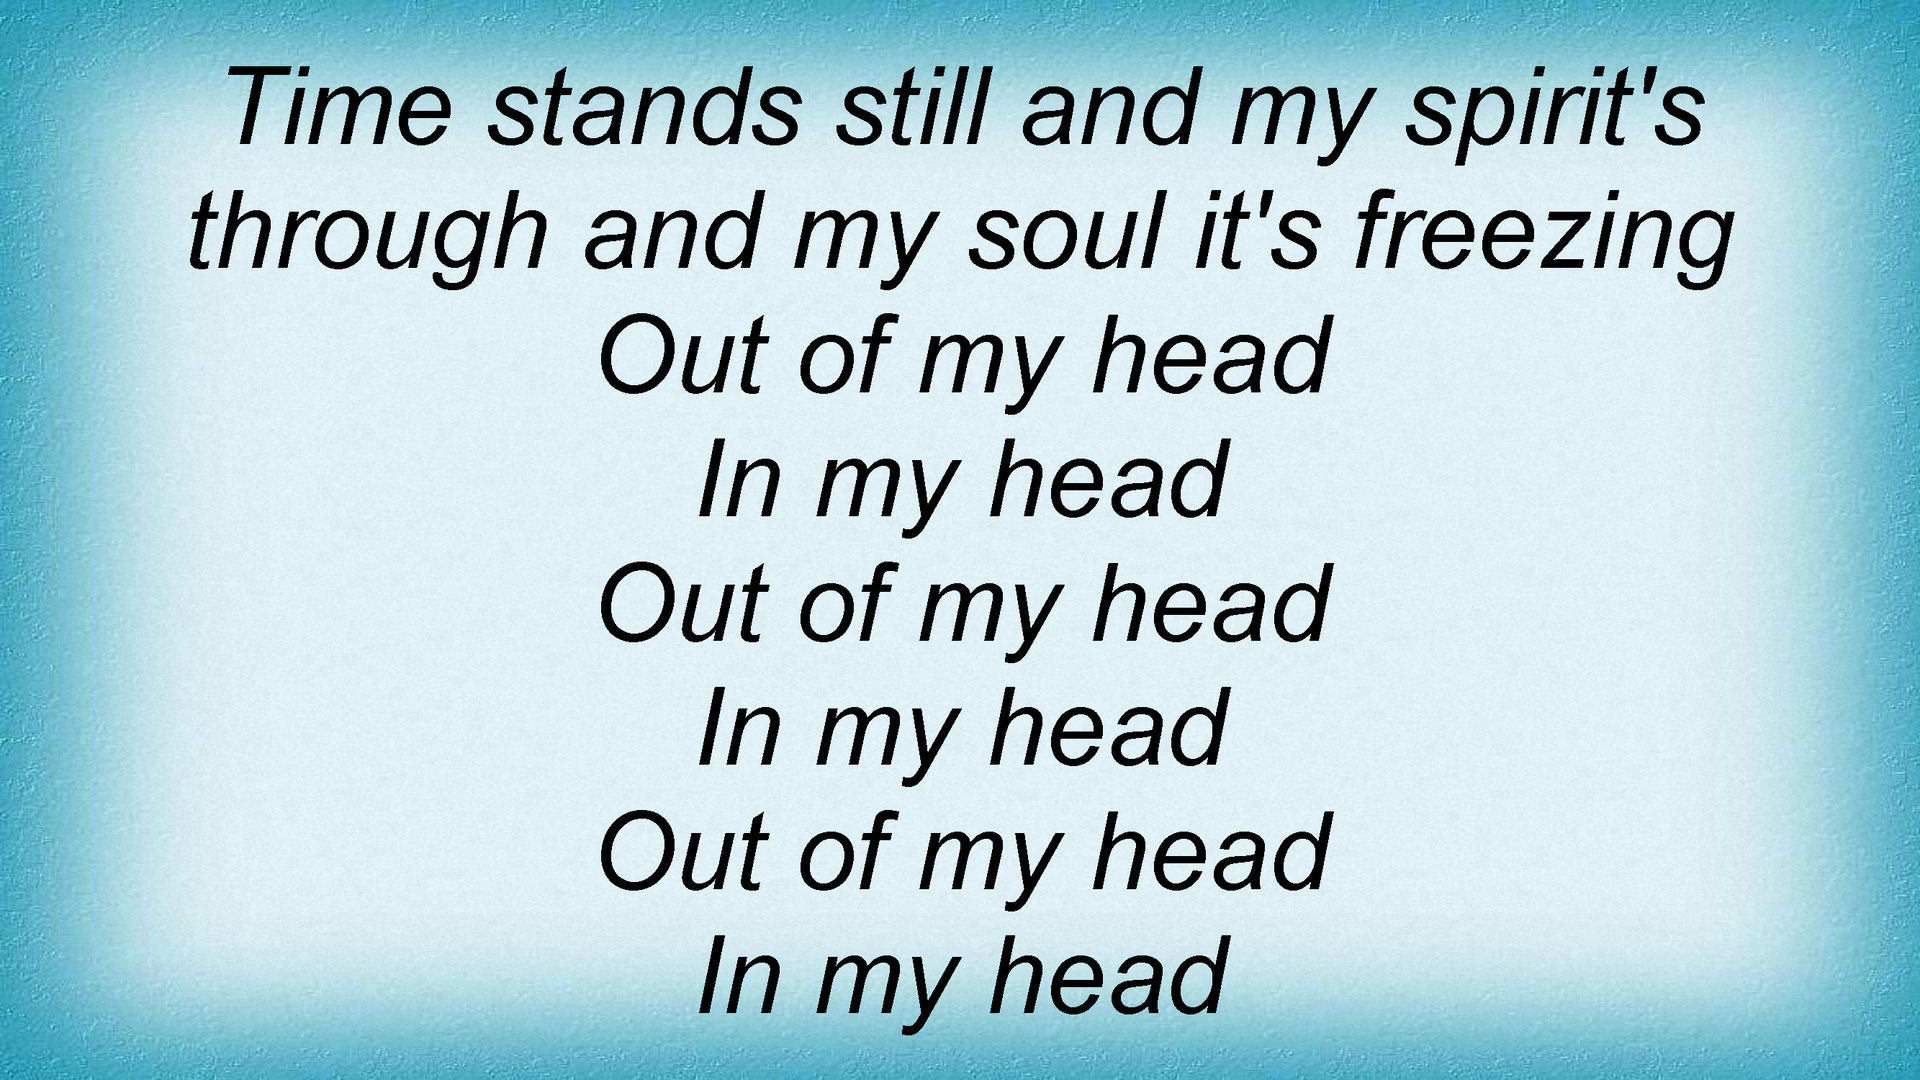 Time stands still and my spirit's
through and my soul it's freezing
Out of my head
In my head
Out of my head
In my head
Out of my head
In my head